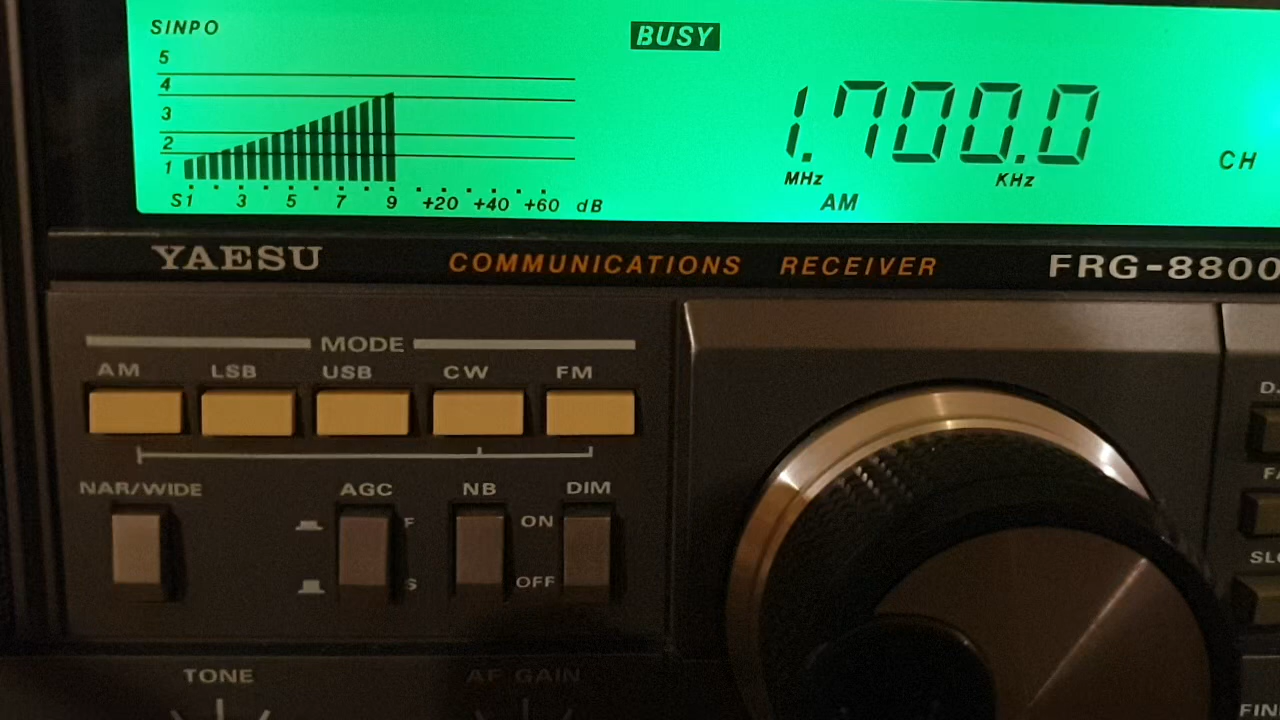 SINPO
BUSY
5
4
3
2
1
1.700.0
MHz KHz
CH
AM
S1 3 5 7 9 +20 +40 +60 dB
YAESU COMMUNICATIONS RECEIVER FRG-8800
MODE
AM LSB USB CW FM
NAR/WIDE AGC NB DIM
F ON
S OFF
TONE AF GAIN